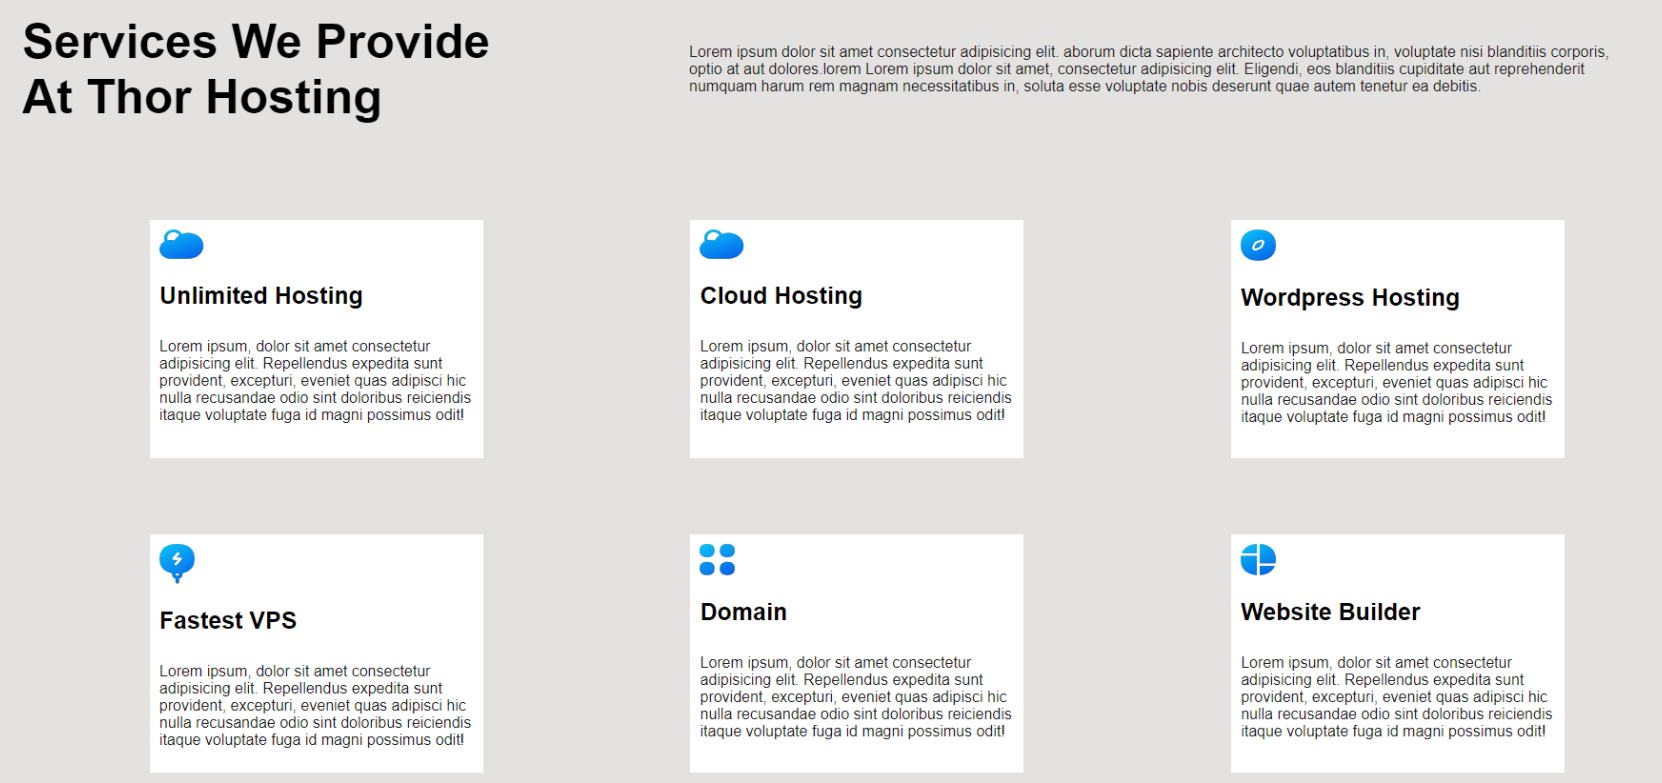 Services We Provide
At Thor Hosting
Lorem ipsum dolor sit amet consectetur adipisicing elit. aborum dicta sapiente architecto voluptatibus in, voluptate nisi blanditiis corporis,
optio at aut dolores.lorem Lorem ipsum dolor sit amet, consectetur adipisicing elit. Eligendi, eos blanditiis cupiditate aut reprehenderit
numquam harum rem magnam necessitatibus in, soluta esse voluptate nobis deserunt quae autem tenetur ea debitis.
Unlimited Hosting
Lorem ipsum, dolor sit amet consectetur
adipisicing elit. Repellendus expedita sunt
provident, excepturi, eveniet quas adipisci hic
nulla recusandae odio sint doloribus reiciendis
itaque voluptate fuga id magni possimus odit!
Cloud Hosting
Lorem ipsum, dolor sit amet consectetur
adipisicing elit. Repellendus expedita sunt
provident, excepturi, eveniet quas adipisci hic
nulla recusandae odio sint doloribus reiciendis
itaque voluptate fuga id magni possimus odit!
Wordpress Hosting
Lorem ipsum, dolor sit amet consectetur
adipisicing elit. Repellendus expedita sunt
provident, excepturi, eveniet quas adipisci hic
nulla recusandae odio sint doloribus reiciendis
itaque voluptate fuga id magni possimus odit!
Fastest VPS
Lorem ipsum, dolor sit amet consectetur
adipisicing elit. Repellendus expedita sunt
provident, excepturi, eveniet quas adipisci hic
nulla recusandae odio sint doloribus reiciendis
itaque voluptate fuga id magni possimus odit!
Domain
Lorem ipsum, dolor sit amet consectetur
adipisicing elit. Repellendus expedita sunt
provident, excepturi, eveniet quas adipisci hic
nulla recusandae odio sint doloribus reiciendis
itaque voluptate fuga id magni possimus odit!
Website Builder
Lorem ipsum, dolor sit amet consectetur
adipisicing elit. Repellendus expedita sunt
provident, excepturi, eveniet quas adipisci hic
nulla recusandae odio sint doloribus reiciendis
itaque voluptate fuga id magni possimus odit!